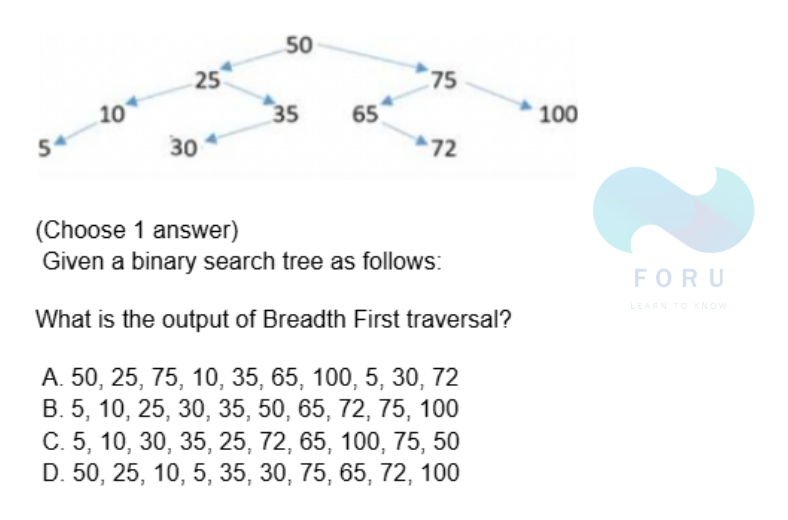 50
25 75
10 35 65 100
5 30 72
(Choose 1 answer)
Given a binary search tree as follows:
FORU
LEARN TO KNOW
What is the output of Breadth First traversal?
A. 50, 25, 75, 10, 35, 65, 100, 5, 30, 72
B. 5, 10, 25, 30, 35, 50, 65, 72, 75, 100
C. 5, 10, 30, 35, 25, 72, 65, 100, 75, 50
D. 50, 25, 10, 5, 35, 30, 75, 65, 72, 100